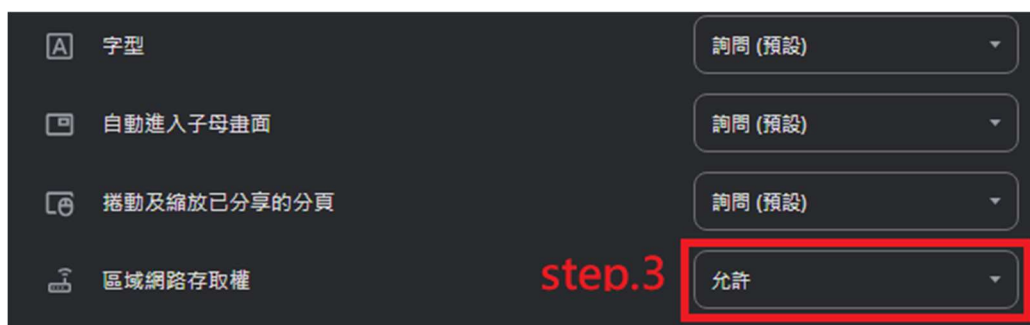 字型 詢問 (預設)
自動進入子母畫面 詢問 (預設)
捲動及縮放已分享的分頁 詢問 (預設)
區域網路存取權 step.3 允許